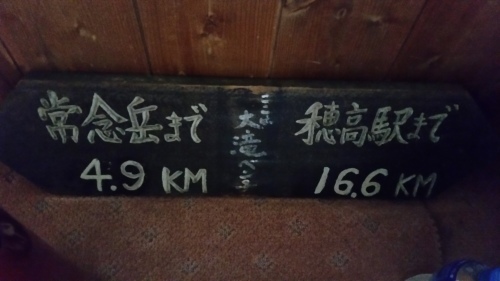 常念岳まで
4.9 KM
ここは
大滝ベンチ
穂高駅まで
16.6 KM